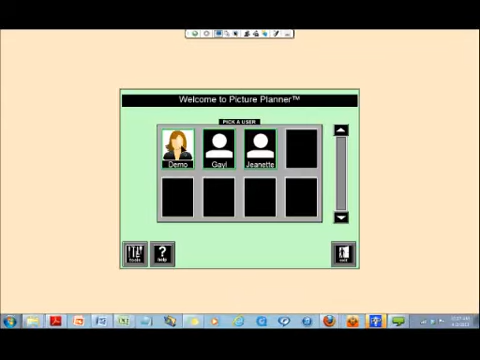 Welcome to Picture Planner™
PICK A USER
Demo
Gayl
Jeanette
tools
help
exit